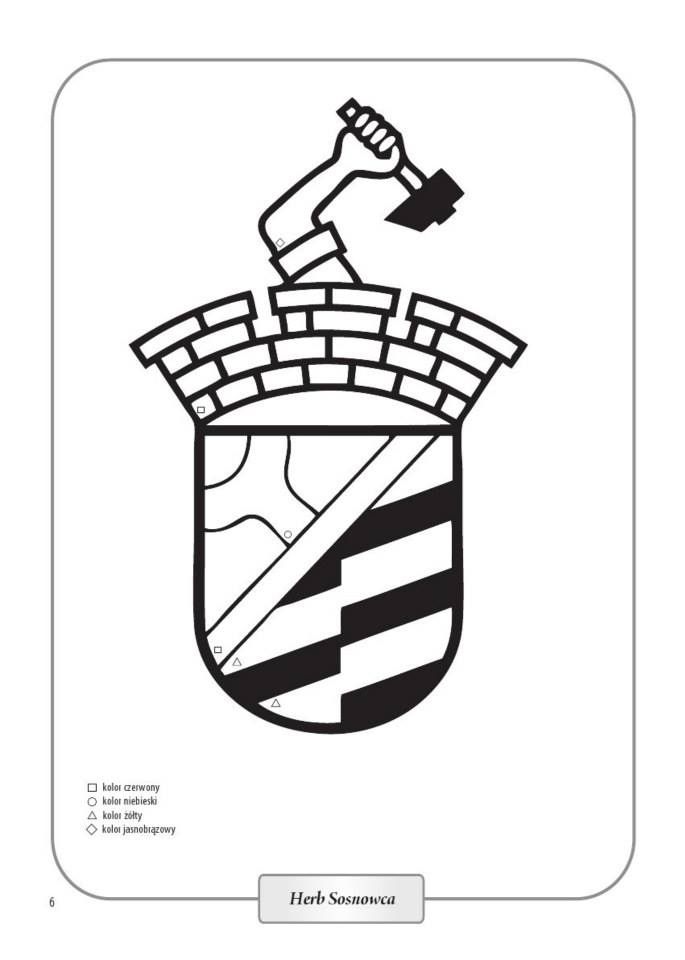 kolor czerwony
kolor niebieski
kolor żółty
kolor jasnobrązowy
6
Herb Sosnowca